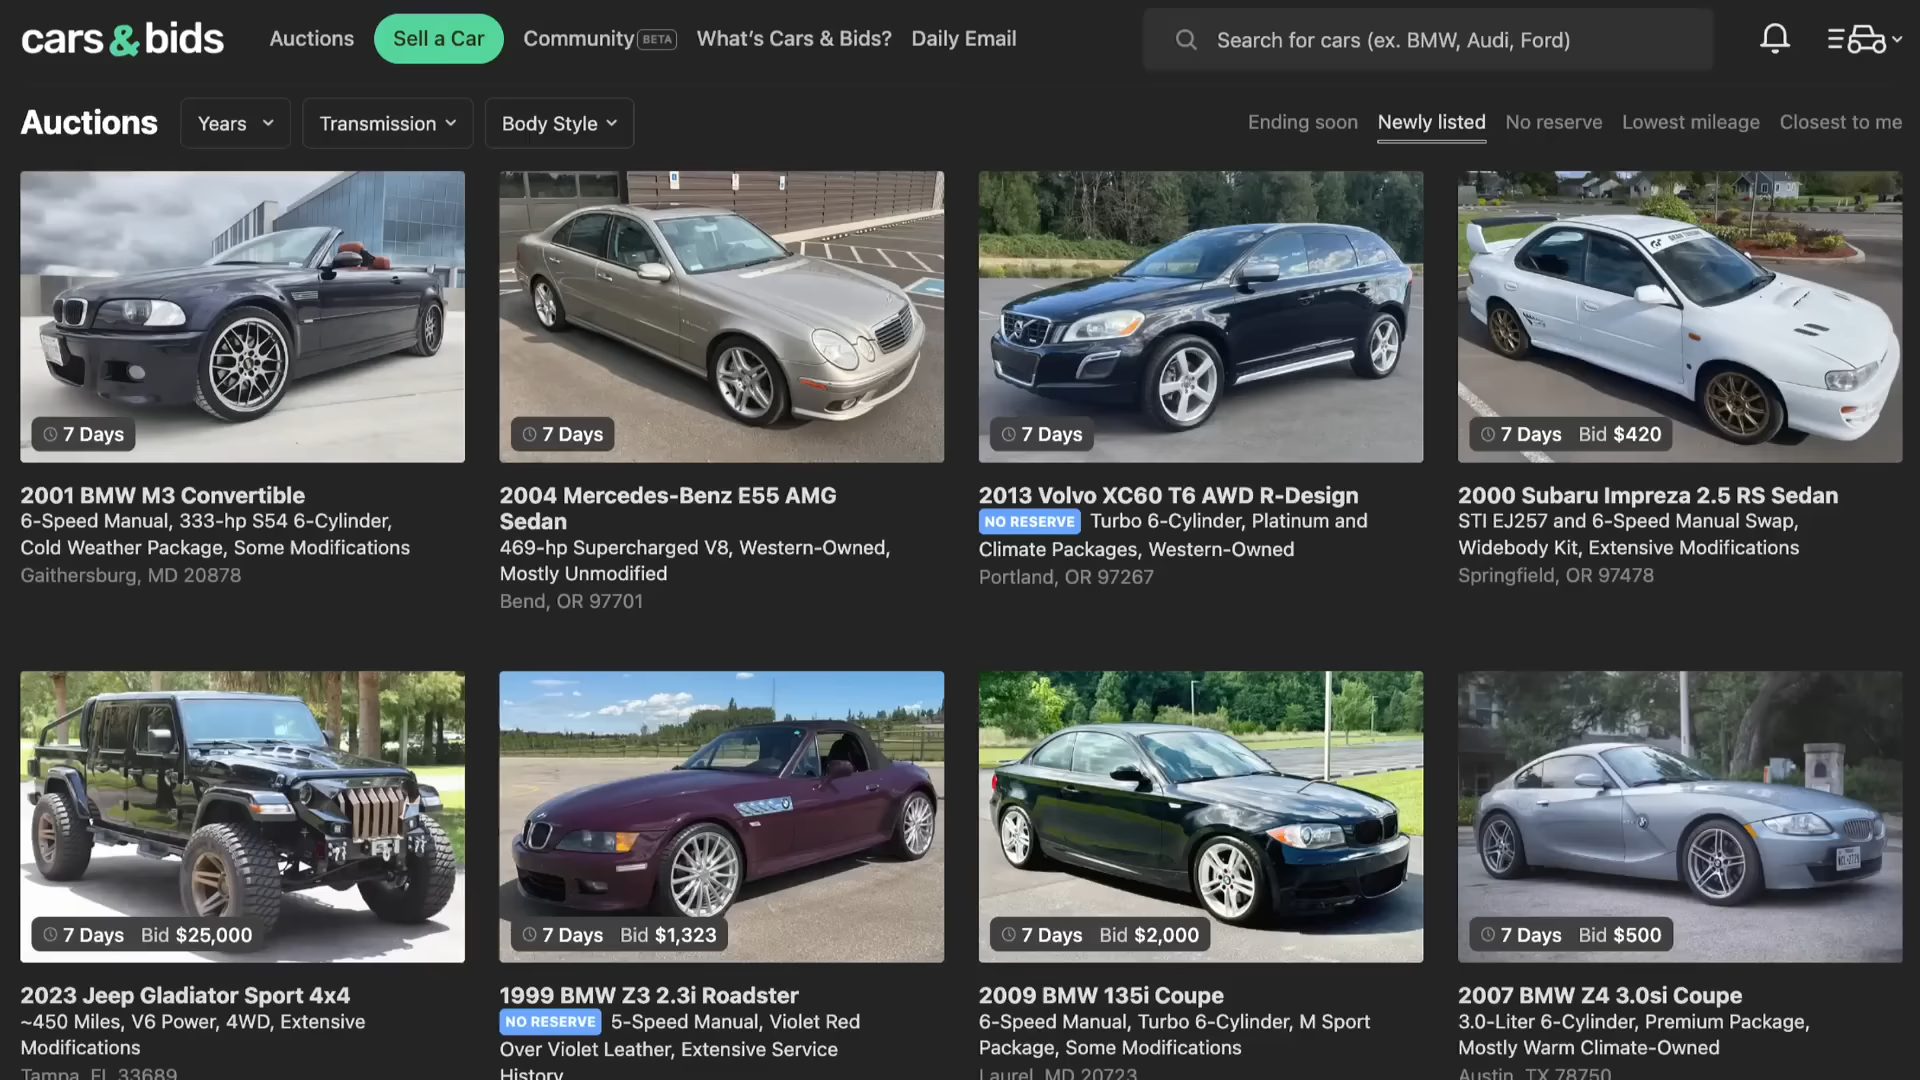 cars & bids
Auctions
Sell a Car
Community BETA
What's Cars & Bids?
Daily Email
Search for cars (ex. BMW, Audi, Ford)
Auctions
Years
Transmission
Body Style
Ending soon
Newly listed
No reserve
Lowest mileage
Closest to me
7 Days
2001 BMW M3 Convertible
6-Speed Manual, 333-hp S54 6-Cylinder,
Cold Weather Package, Some Modifications
Gaithersburg, MD 20878
7 Days
2004 Mercedes-Benz E55 AMG
Sedan
469-hp Supercharged V8, Western-Owned,
Mostly Unmodified
Bend, OR 97701
7 Days
2013 Volvo XC60 T6 AWD R-Design
NO RESERVE Turbo 6-Cylinder, Platinum and
Climate Packages, Western-Owned
Portland, OR 97267
7 Days Bid $420
2000 Subaru Impreza 2.5 RS Sedan
STI EJ257 and 6-Speed Manual Swap,
Widebody Kit, Extensive Modifications
Springfield, OR 97478
7 Days Bid $25,000
2023 Jeep Gladiator Sport 4x4
~450 Miles, V6 Power, 4WD, Extensive
Modifications
Tampa, FL 33689
7 Days Bid $1,323
1999 BMW Z3 2.3i Roadster
NO RESERVE 5-Speed Manual, Violet Red
Over Violet Leather, Extensive Service
History
7 Days Bid $2,000
2009 BMW 135i Coupe
6-Speed Manual, Turbo 6-Cylinder, M Sport
Package, Some Modifications
Laurel, MD 20723
7 Days Bid $500
2007 BMW Z4 3.0si Coupe
3.0-Liter 6-Cylinder, Premium Package,
Mostly Warm Climate-Owned
Austin, TX 78750